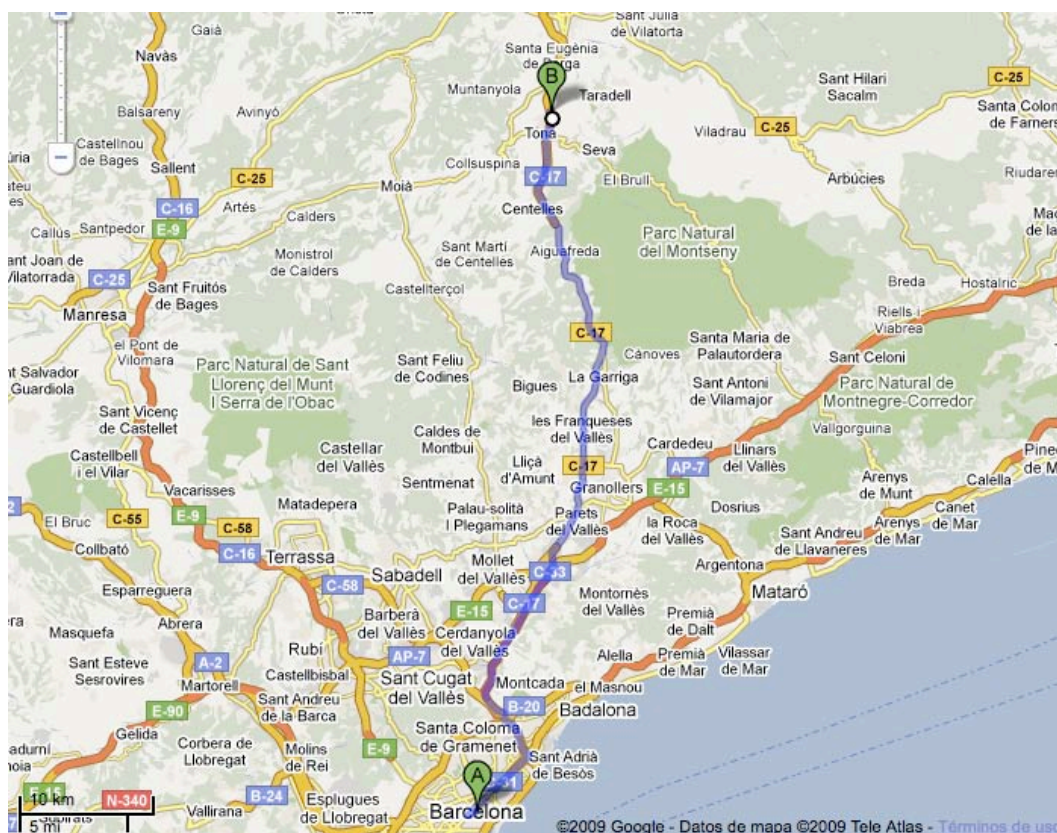 Sant Julià
de Vilatorta
Gaià
Santa Eugènia
de Berga
Navàs
B
Sant Hilari
Sacalm
C-25
Muntanyola
Taradell
Balsareny
Avinyó
Santa Colom
de Farners
Tona
Viladrau
C-25
Castellnou
de Bages
Seva
Collsuspina
Sallent
C-25
C-17
El Brull
Arbúcies
Riudaren
Moià
C-16
Artés
Centelles
Calders
Callus
Santpedor
E-9
Parc Natural
del Montseny
Sant Martí
de Centelles
Aiguafreda
Monistrol
de Calders
ant Joan de
Vilatorrada
C-25
Sant Fruitós
de Bages
Castellterçol
Breda
Hostalric
Manresa
Riells i
Viabrea
C-17
Santa Maria de
Palautordera
el Pont de
Vilomara
Cánoves
Sant Celoni
Parc Natural de Sant
Llorenç del Munt
I Serra de l'Obac
Sant Feliu
de Codines
nt Salvador
Guardiola
La Garriga
Bigues
Sant Antoni
de Vilamajor
Parc Natural de
Montnegre-Corredor
Sant Vicenç
de Castellet
les Franqueses
del Vallès
Vallgorguina
Castellar
del Vallès
Caldes de
Montbui
Cardedeu
Llinars
del Vallès
Pinec
de M
Castellbell
i el Vilar
Lliçà
d'Amunt
C-17
AP-7
Arenys
de Munt
Calella
Sentmenat
Granollers
E-15
Vacarisses
Matadepera
Canet
de Mar
El Bruc
C-55
E-9
Palau-solità
I Plegamans
Parets
del Vallès
Dosrius
la Roca
del Vallès
Sant Andreu
de Llavaneres
Arenys
de Mar
C-58
Collbató
C-16
Terrassa
Mollet
del Vallès
Argentona
Sabadell
C-33
C-58
Mataró
Esparreguera
E-15
C-17
Montornès
del Vallès
Barberà
del Vallès
Premià
de Dalt
Abrera
Cerdanyola
del Vallès
Masquefa
Rubí
AP-7
Alella
Premià
de Mar
Vilassar
de Mar
Sant Esteve
Sesrovires
A-2
Castellbisbal
Sant Cugat
del Vallès
Montcada
el Masnou
Martorell
Sant Andreu
de la Barca
B-20
Badalona
E-90
Santa Coloma
de Gramenet
Gelida
Corbera de
Llobregat
Molins
de Rei
E-9
Sant Adrià
de Besòs
A
10 km
N-340
B-24
Esplugues
de Llobregat
Barcelona
Vallirana
5 mi
©2009 Google - Datos de mapa ©2009 Tele Atlas - Términos de uso